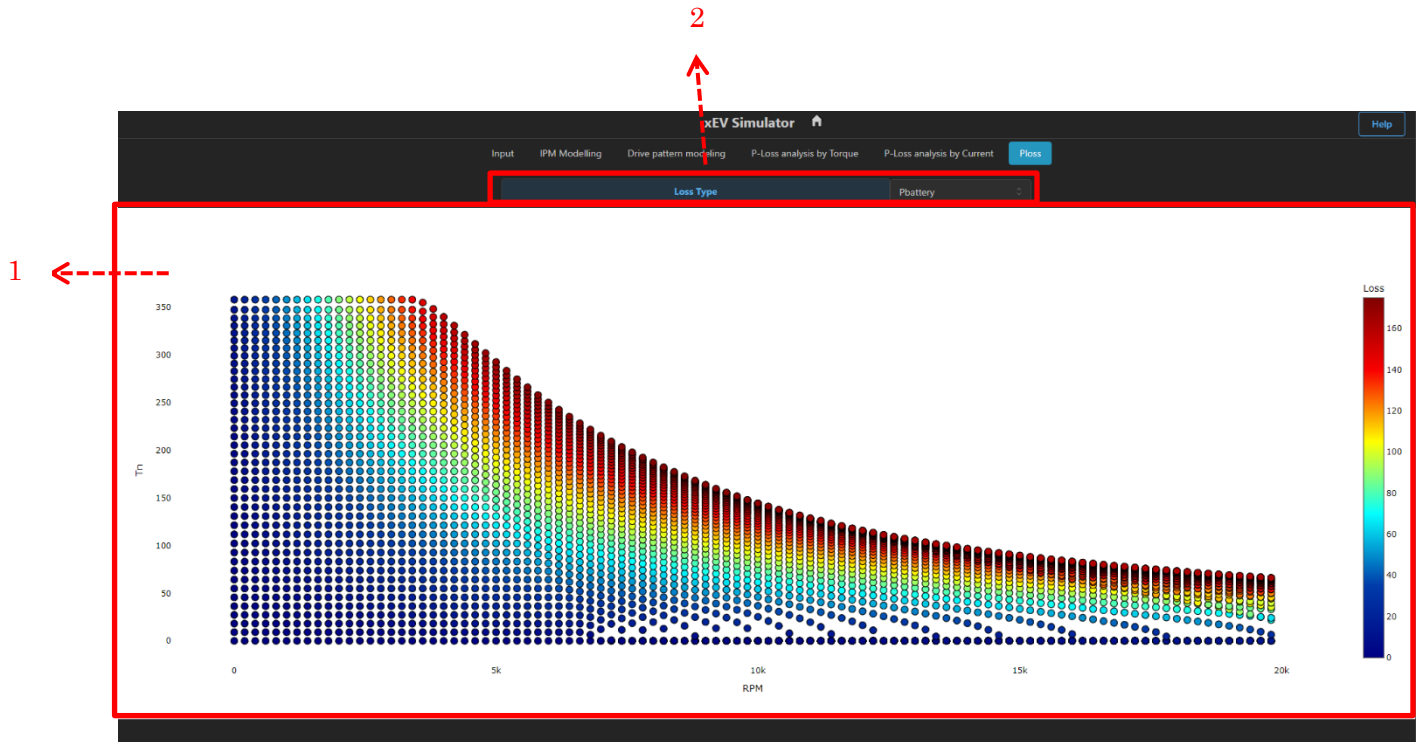 2
xEV Simulator
Help
Input IPM Modelling Drive pattern modeling P-Loss analysis by Torque P-Loss analysis by Current Ploss
Loss Type Pbattery
1
Loss
350
300
250
200
150
100
50
0
Tn
160
140
120
100
80
60
40
20
0
0 5k 10k 15k 20k
RPM